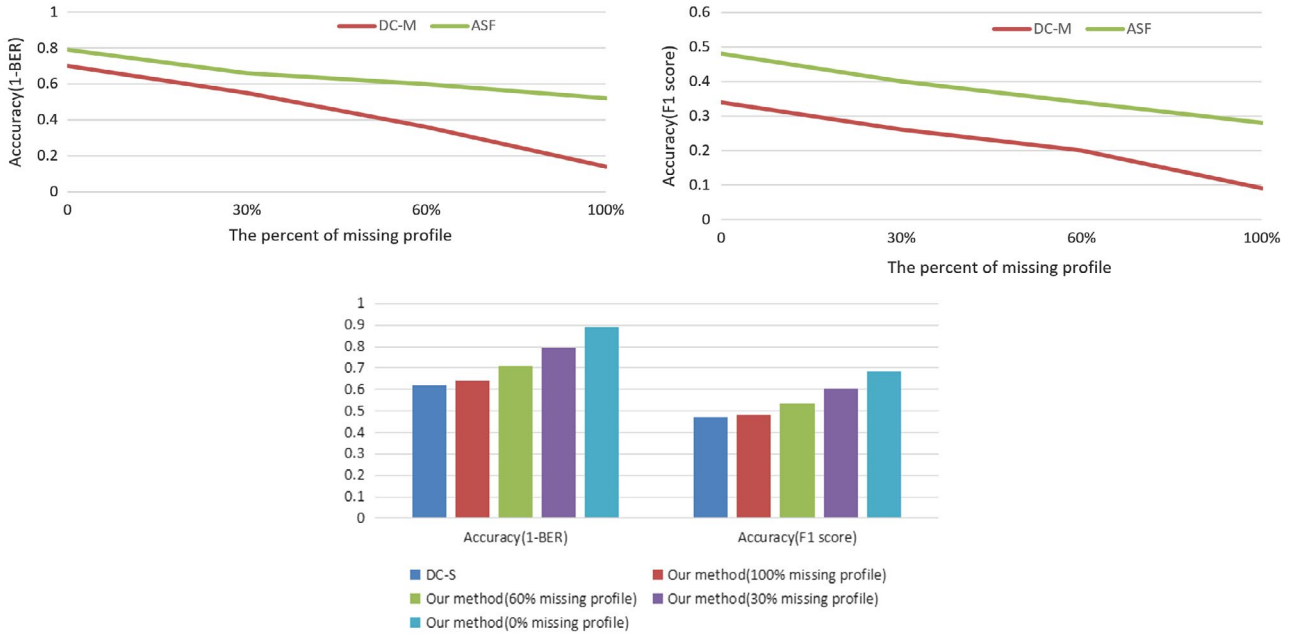 DC-M ASF
Acccuracy(1-BER)
1
0.8
0.6
0.4
0.2
0
0 30% 60% 100%
The percent of missing profile
DC-M ASF
Accuracy(F1 score)
0.6
0.5
0.4
0.3
0.2
0.1
0
0 30% 60% 100%
The percent of missing profile
1
0.9
0.8
0.7
0.6
0.5
0.4
0.3
0.2
0.1
0
Accuracy(1-BER) Accuracy(F1 score)
DC-S Our method(100% missing profile)
Our method(60% missing profile) Our method(30% missing profile)
Our method(0% missing profile)